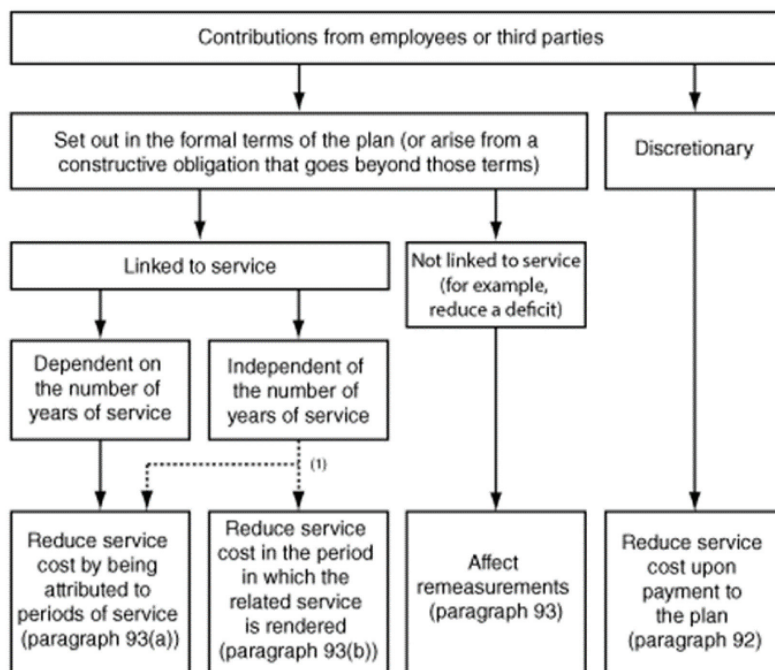 Contributions from employees or third parties
Set out in the formal terms of the plan (or arise from a
constructive obligation that goes beyond those terms)
Discretionary
Linked to service
Not linked to service
(for example,
reduce a deficit)
Dependent on
the number of
years of service
Independent of
the number of
years of service
(1)
Reduce service
cost by being
attributed to
periods of service
(paragraph 93(a))
Reduce service
cost in the period
in which the
related service
is rendered
(paragraph 93(b))
Affect
remeasurements
(paragraph 93)
Reduce service
cost upon
payment to
the plan
(paragraph 92)